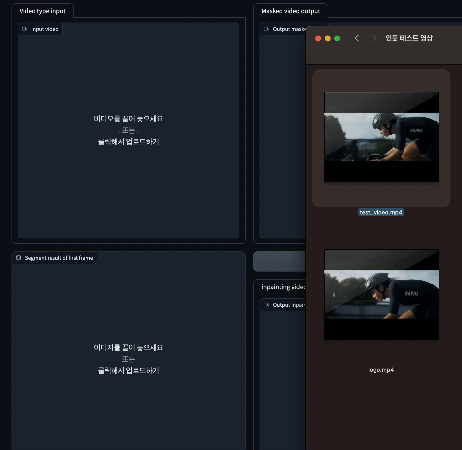 Video type input
Input video
비디오를 끌어 놓으세요
- 또는 -
클릭해서 업로드하기
Masked video output
Output mask
인풋 테스트 영상
test_video.mp4
logo.mp4
Segment result of first frame
이미지를 끌어 놓으세요
- 또는 -
클릭해서 업로드하기
inpainting video
Output inpain